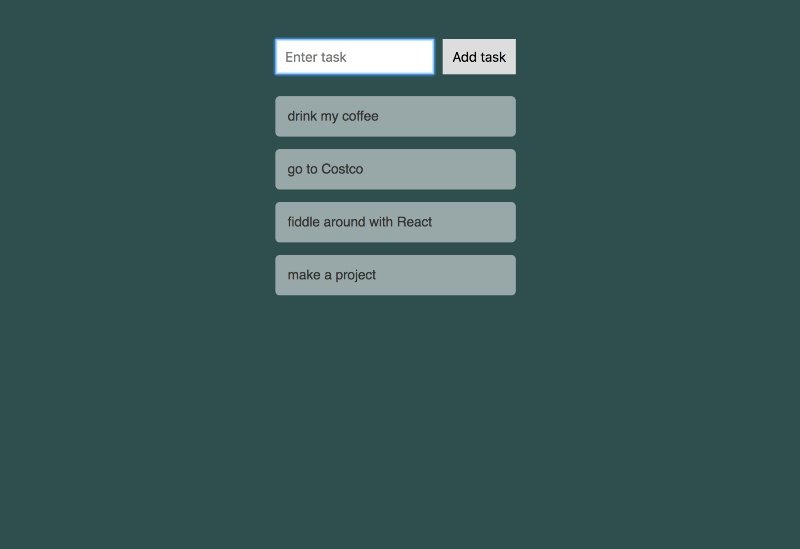 Enter task
Add task
drink my coffee
go to Costco
fiddle around with React
make a project